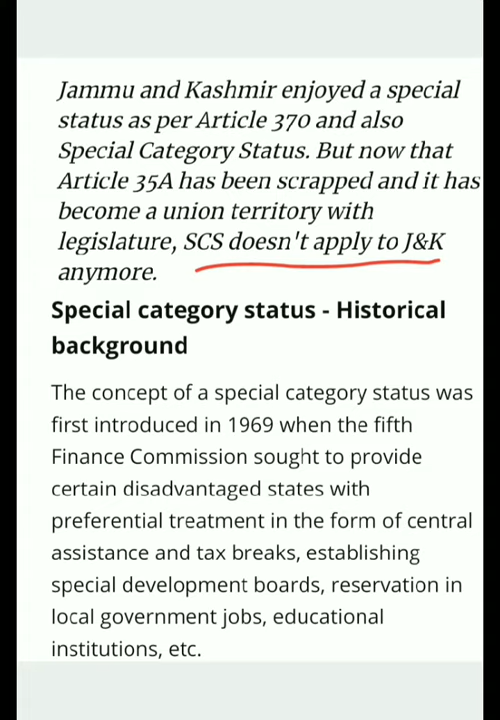 Jammu and Kashmir enjoyed a special
status as per Article 370 and also
Special Category Status. But now that
Article 35A has been scrapped and it has
become a union territory with
legislature, SCS doesn't apply to J&K
anymore.
Special category status - Historical
background
The concept of a special category status was
first introduced in 1969 when the fifth
Finance Commission sought to provide
certain disadvantaged states with
preferential treatment in the form of central
assistance and tax breaks, establishing
special development boards, reservation in
local government jobs, educational
institutions, etc.